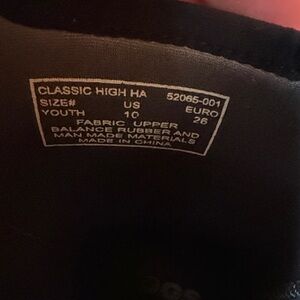 CLASSIC HIGH HA 52065-001
SIZE# US EURO
YOUTH 10 26
FABRIC UPPER
BALANCE RUBBER AND
MAN MADE MATERIALS
MADE IN CHINA